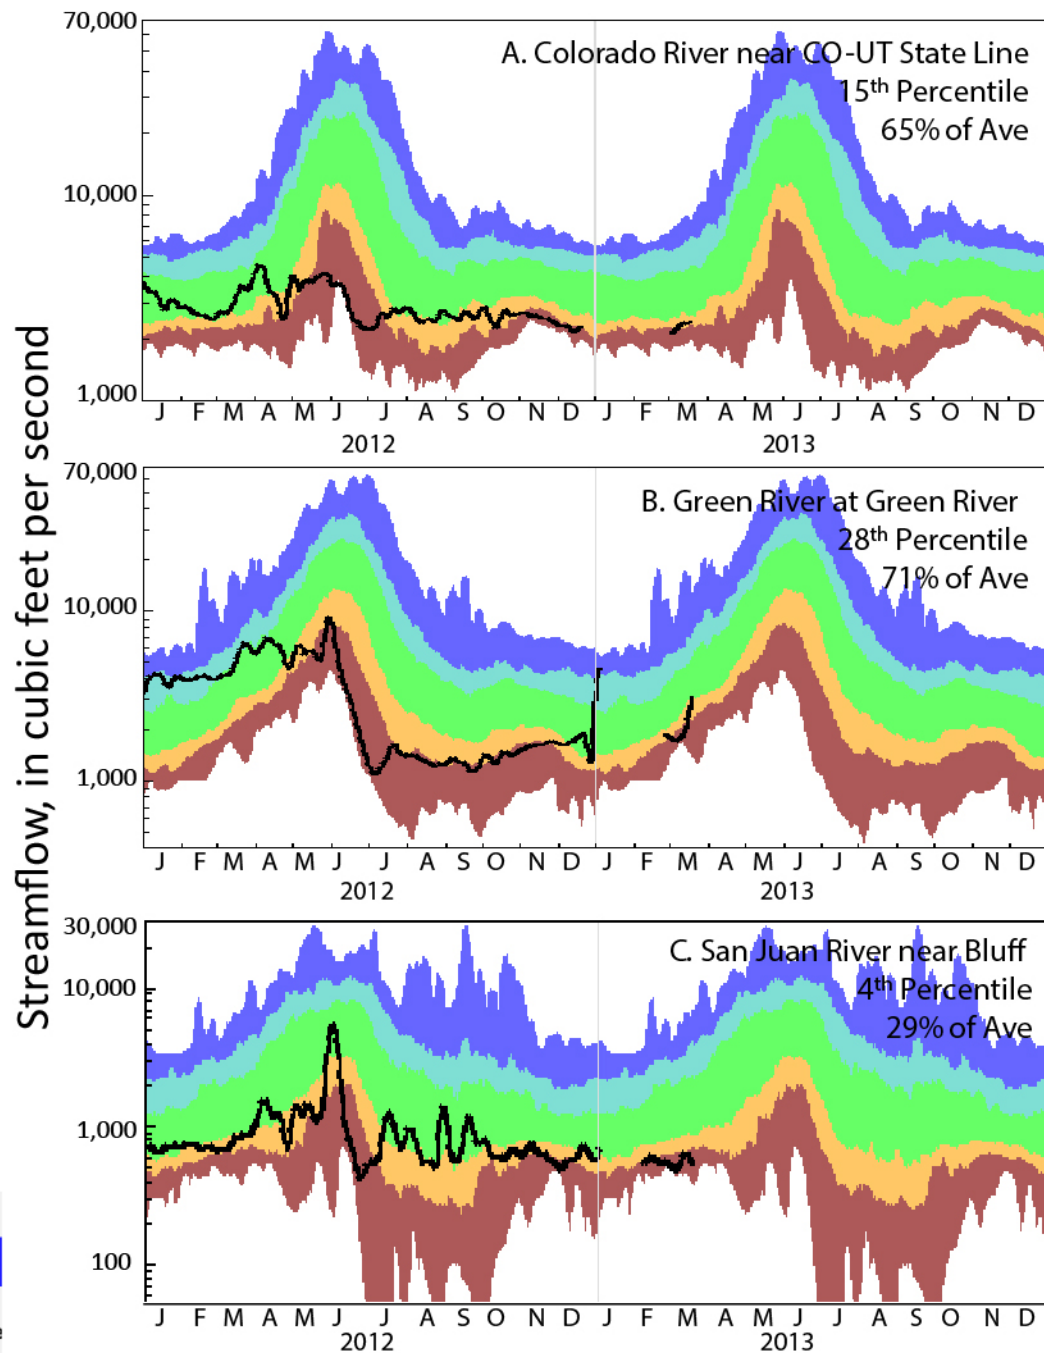 Streamflow, in cubic feet per second
70,000
10,000
1,000
A. Colorado River near CO-UT State Line
15th Percentile
65% of Ave
J F M A M J J A S O N D J F M A M J J A S O N D
2012 2013
70,000
10,000
1,000
B. Green River at Green River
28th Percentile
71% of Ave
J F M A M J J A S O N D J F M A M J J A S O N D
2012 2013
30,000
10,000
1,000
100
C. San Juan River near Bluff
4th Percentile
29% of Ave
J F M A M J J A S O N D J F M A M J J A S O N D
2012 2013